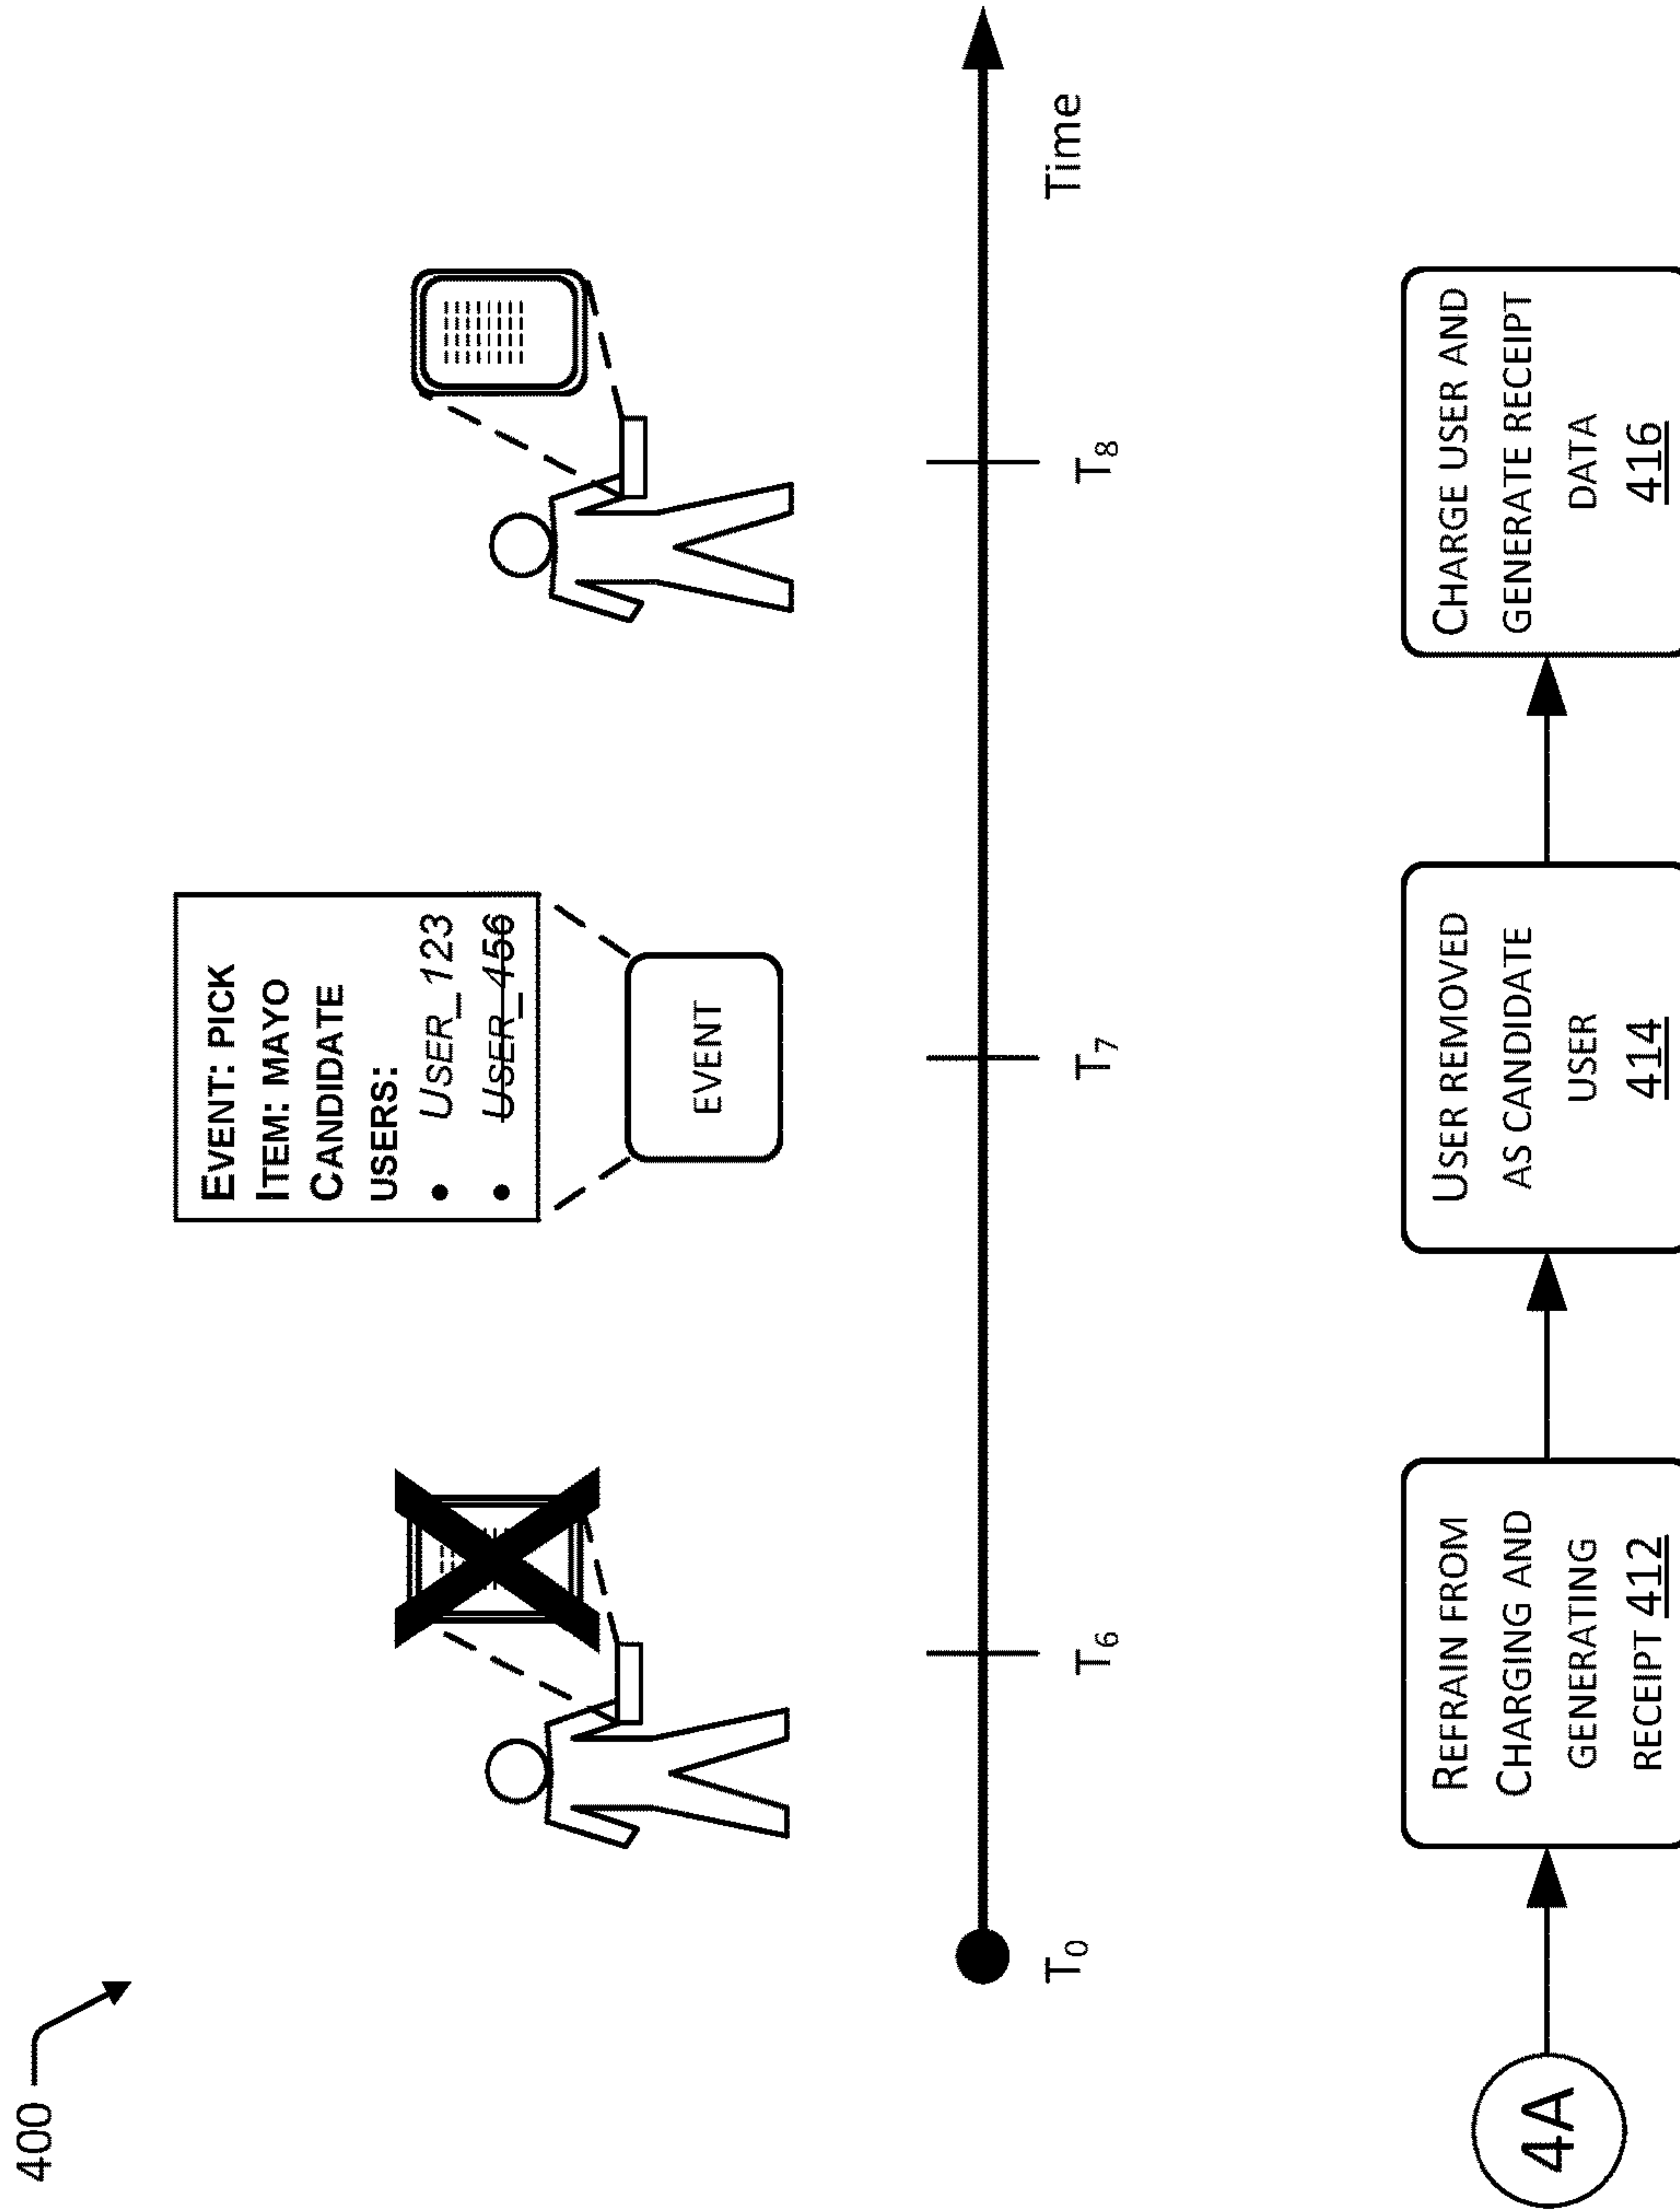 400
EVENT: PICK
ITEM: MAYO
CANDIDATE
USERS:
• USER_123
• USER_456
EVENT
T0
T6
T7
T8
Time
4A
REFRAIN FROM
CHARGING AND
GENERATING
RECEIPT 412
USER REMOVED
AS CANDIDATE
USER
414
CHARGE USER AND
GENERATE RECEIPT
DATA
416